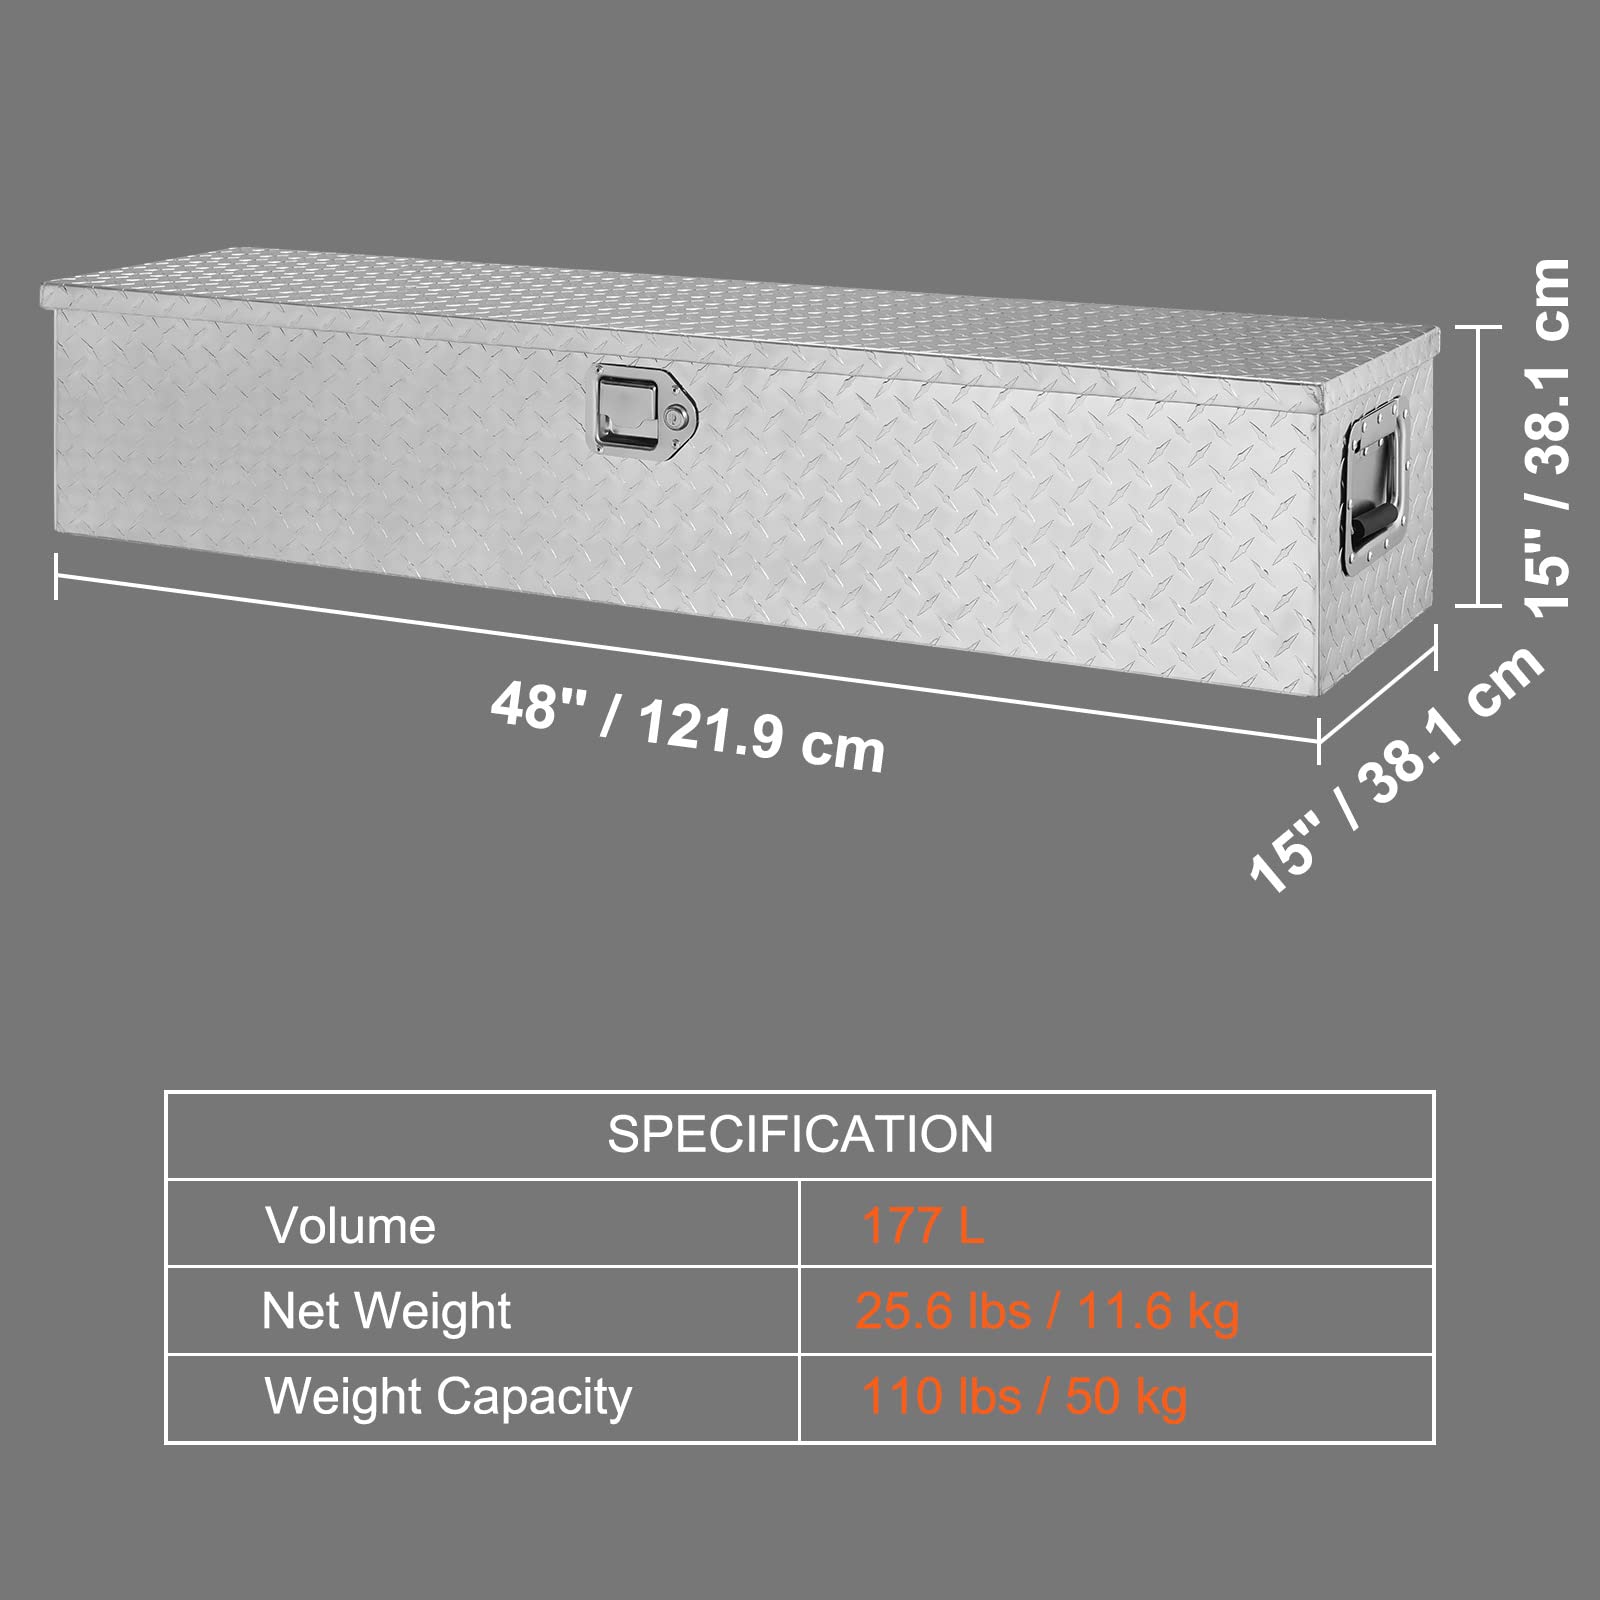 15" / 38.1 cm
48" / 121.9 cm
15" / 38.1 cm
SPECIFICATION
Volume 177 L
Net Weight 25.6 lbs / 11.6 kg
Weight Capacity 110 lbs / 50 kg